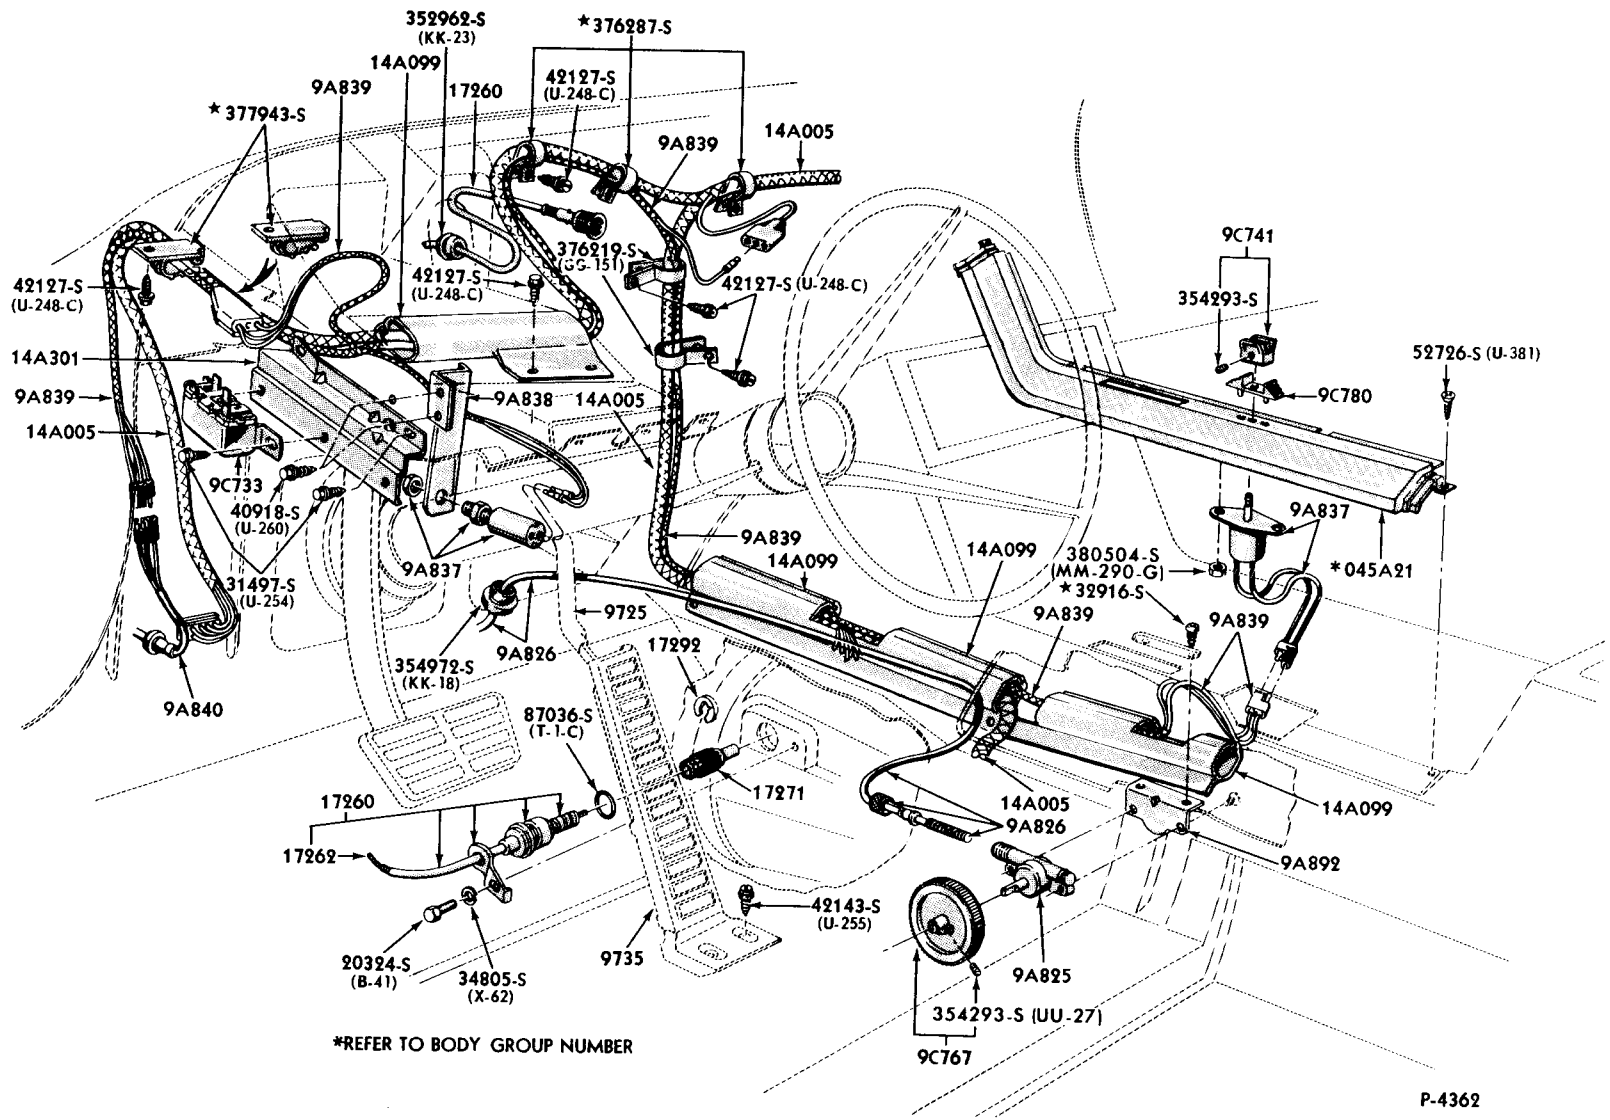 352962-S
(KK-23)
★376287-S
14A099
9A839
17260
42127-S
(U-248-C)
★377943-S
9A839
14A005
42127-S
(U-248-C)
376219-S
(GG-151)
42127-S
(U-248-C)
42127-S (U-248-C)
9C741
354293-S
52726-S (U-381)
14A301
9A839
14A005
9A838
14A005
9C780
9C733
40918-S
(U-260)
31497-S
(U-254)
9A837
9A839
14A099
14A099
380504-S
(MM-290-G)
★32916-S
9A837
★045A21
9A839
9A839
9A840
354972-S
(KK-18)
9A826
9725
17292
9A839
87036-S
(T-1-C)
17260
17262
17271
14A005
9A826
14A099
9A892
20324-S
(B-41)
34805-S
(X-62)
9735
42143-S
(U-255)
9A825
354293-S (UU-27)
9C767
*REFER TO BODY GROUP NUMBER
P-4362